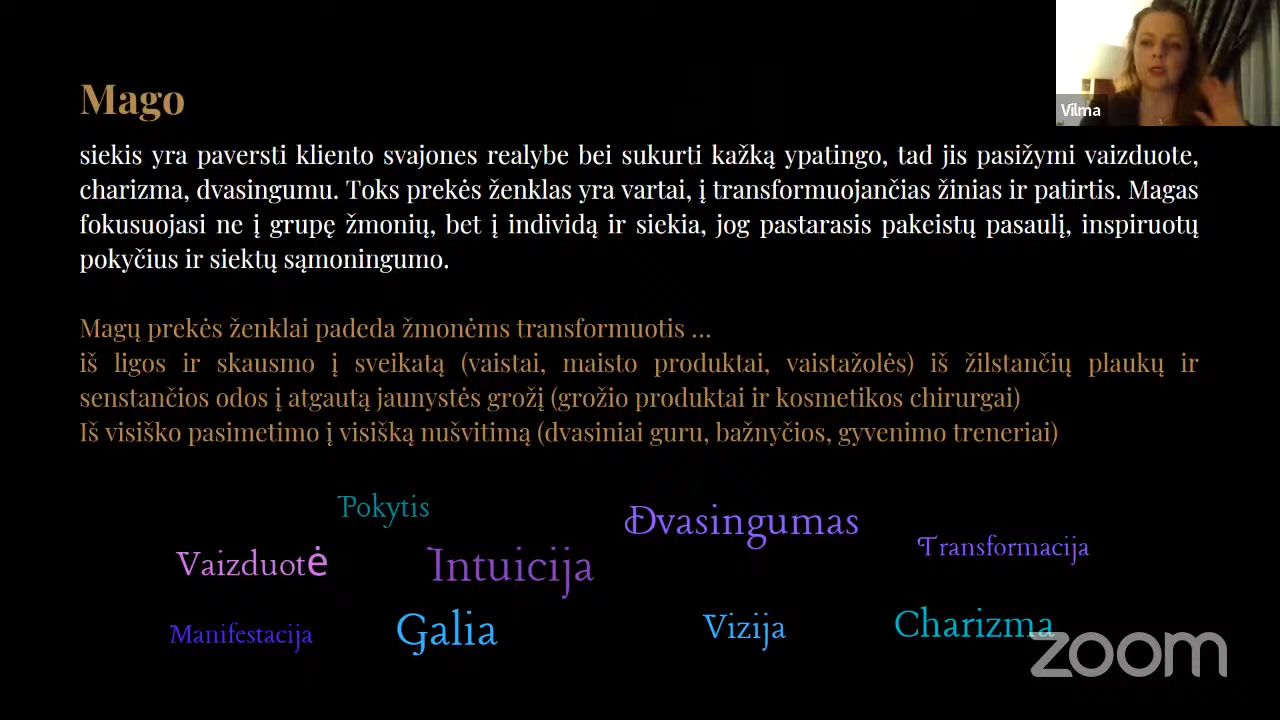 Mago
Vilma
siekis yra paversti kliento svajones realybe bei sukurti kažką ypatingo, tad jis pasižymi vaizduote,
charizma, dvasingumu. Toks prekės ženklas yra vartai, į transformuojančias žinias ir patirtis. Magas
fokusuojasi ne į grupę žmonių, bet į individą ir siekia, jog pastarasis pakeistų pasaulį, inspiruotų
pokyčius ir siektų sąmoningumo.
Magų prekės ženklai padeda žmonėms transformuotis ...
iš ligos ir skausmo į sveikatą (vaistai, maisto produktai, vaistažolės) iš žilstančių plaukų ir
senstančios odos į atgautą jaunystės grožį (grožio produktai ir kosmetikos chirurgai)
Iš visiško pasimetimo į visišką nušvitimą (dvasiniai guru, bažnyčios, gyvenimo treneriai)
Pokytis
Dvasingumas
Transformacija
Vaizduotė
Intuicija
Manifestacija
Galia
Vizija
Charizma
zoom